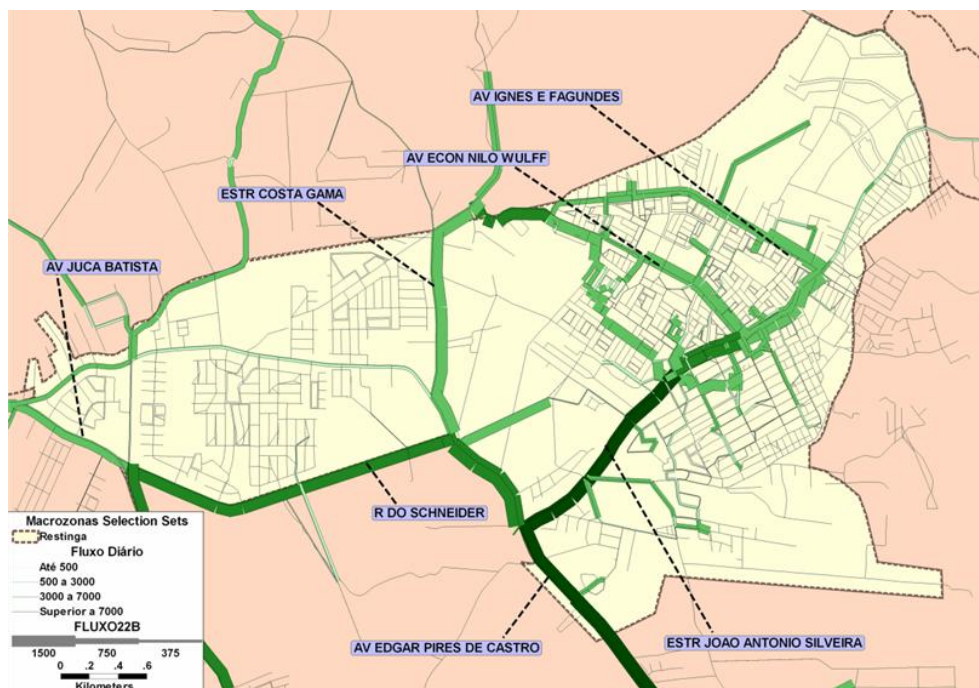 AV IGNES E FAGUNDES
AV ECON NILO WULFF
ESTR COSTA GAMA
AV JUCA BATISTA
R DO SCHNEIDER
AV EDGAR PIRES DE CASTRO
ESTR JOAO ANTONIO SILVEIRA
Macrozonas Selection Sets
Restinga
Fluxo Diário
Até 500
500 a 3000
3000 a 7000
Superior a 7000
FLUXO22B
1500 750 375
0 .2 .4 .6
Kilometers